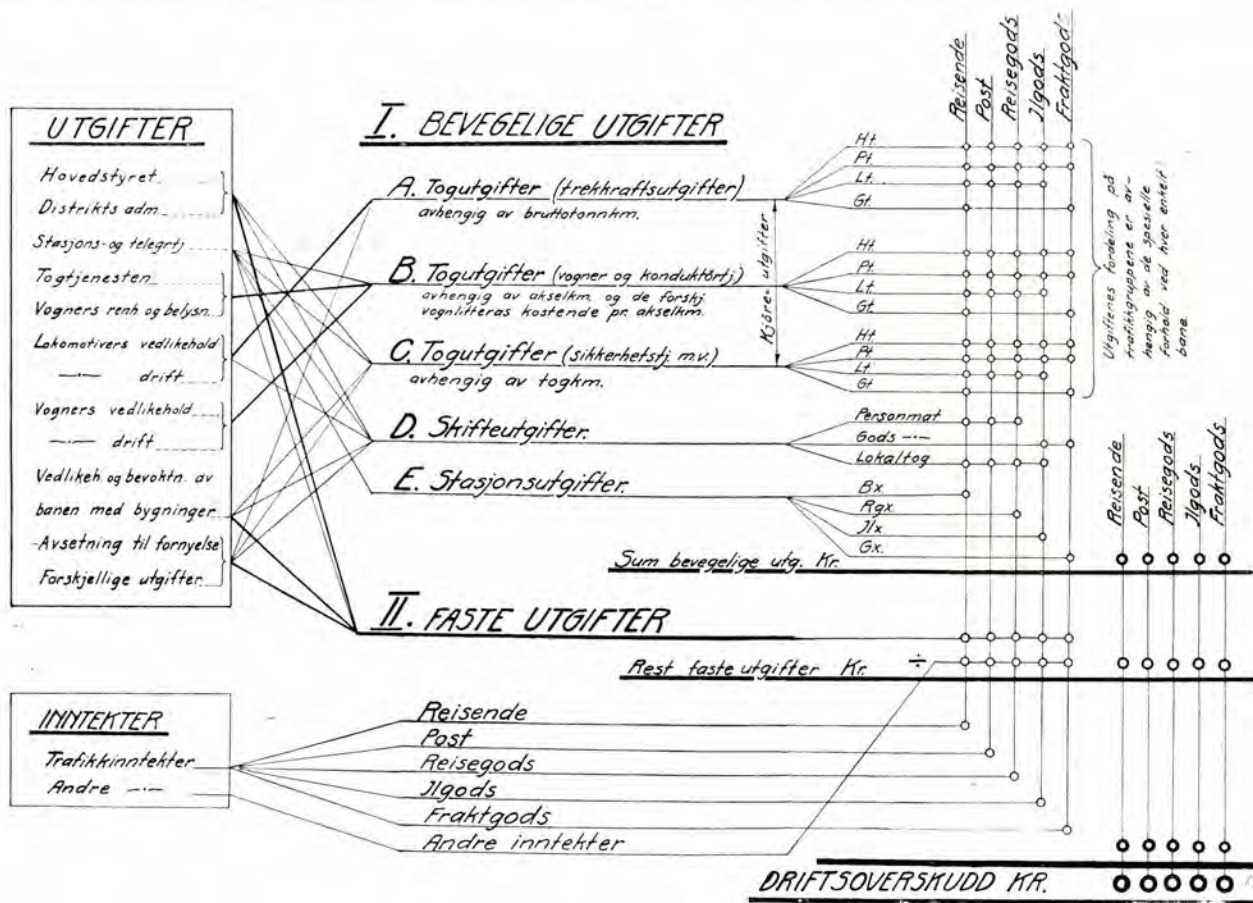 UTGIFTER
Hovedstyret
Distrikts adm.
Stasjons- og telegrtj.
Togtjenesten
Vogners renh. og belysn.
Lokomotivers vedlikehold
—·— drift
Vogners vedlikehold
—·— drift
Vedlikeh. og bevoktn. av
banen med bygninger
Avsetning til fornyelse
Forskjellige utgifter
I. BEVEGELIGE UTGIFTER
A. Togutgifter (trekkraftsutgifter)
avhengig av bruttotonnkm.
B. Togutgifter (vogner og konduktörtj.)
avhengig av akselkm. og de forskj.
vognlitteras kostende pr. akselkm.
C. Togutgifter (sikkerhetstj. m.v.)
avhengig av togkm.
D. Skifteutgifter.
E. Stasjonsutgifter.
Kjöre-utgifter
Ht.
Pt.
Lt.
Gt.
Ht.
Pt.
Lt.
Gt.
Ht.
Pt
Lt
Gt
Personmat
Gods —·—
Lokaltog
Bx.
Rgx.
Jlx.
Gx.
Reisende
Post
Reisegods
Jlgods
Fraktgods
Utgiftenes fordeling på
trafikkgruppene er av-
hengig av de spesielle
forhold ved hver enkelt
bane.
Reisende
Post
Reisegods
Jlgods
Fraktgods
Sum bevegelige utg. Kr.
II. FASTE UTGIFTER
÷
Rest faste utgifter Kr.
INNTEKTER
Trafikkinntekter
Andre —·—
Reisende
Post
Reisegods
Jlgods
Fraktgods
Andre inntekter
DRIFTSOVERSKUDD KR.